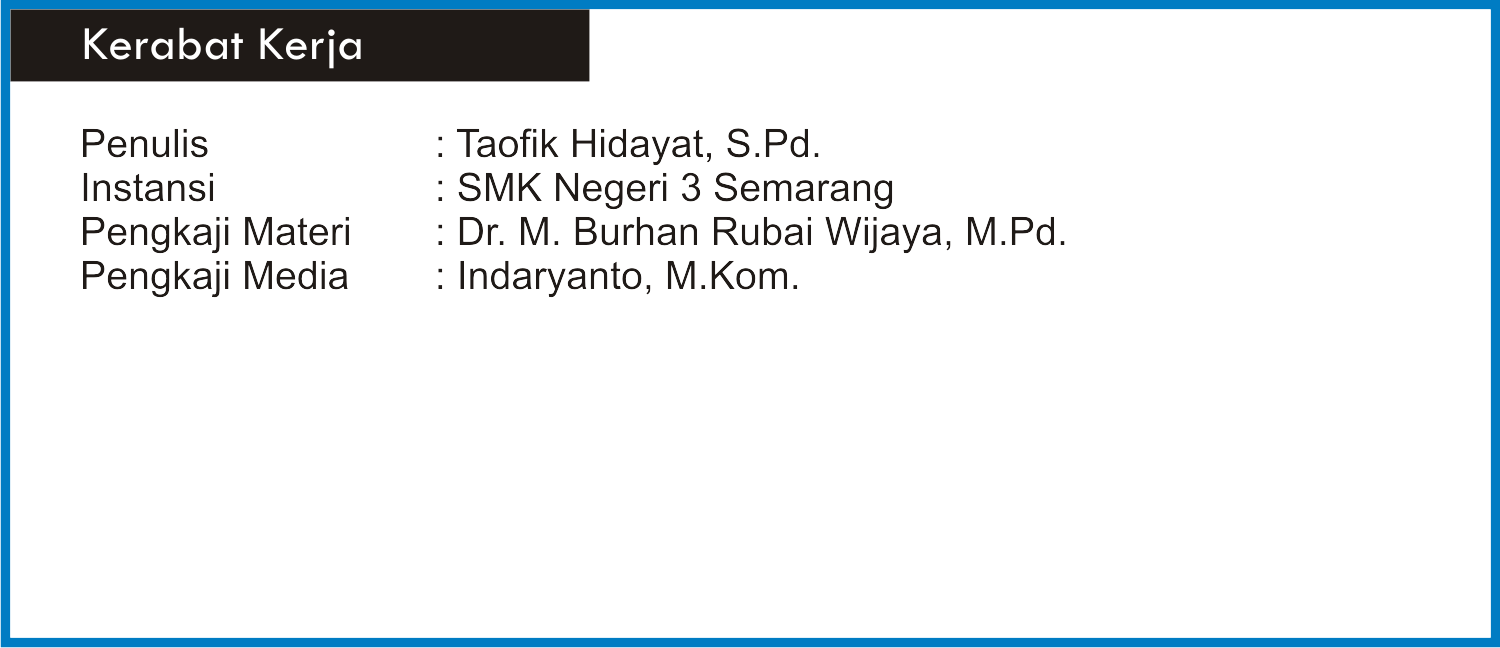 Kerabat Kerja
Penulis : Taofik Hidayat, S.Pd.
Instansi : SMK Negeri 3 Semarang
Pengkaji Materi : Dr. M. Burhan Rubai Wijaya, M.Pd.
Pengkaji Media : Indaryanto, M.Kom.